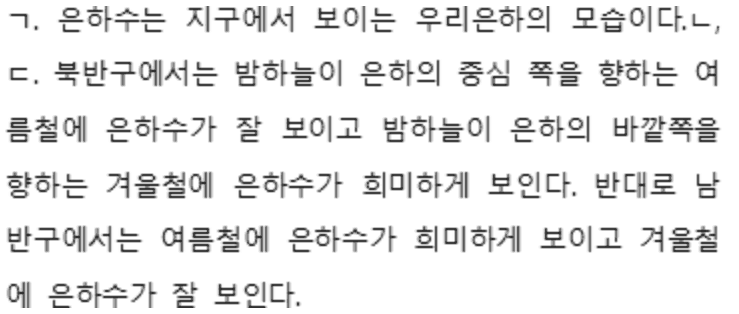 ㄱ. 은하수는 지구에서 보이는 우리은하의 모습이다.ㄴ,
ㄷ. 북반구에서는 밤하늘이 은하의 중심 쪽을 향하는 여
름철에 은하수가 잘 보이고 밤하늘이 은하의 바깥쪽을
향하는 겨울철에 은하수가 희미하게 보인다. 반대로 남
반구에서는 여름철에 은하수가 희미하게 보이고 겨울철
에 은하수가 잘 보인다.